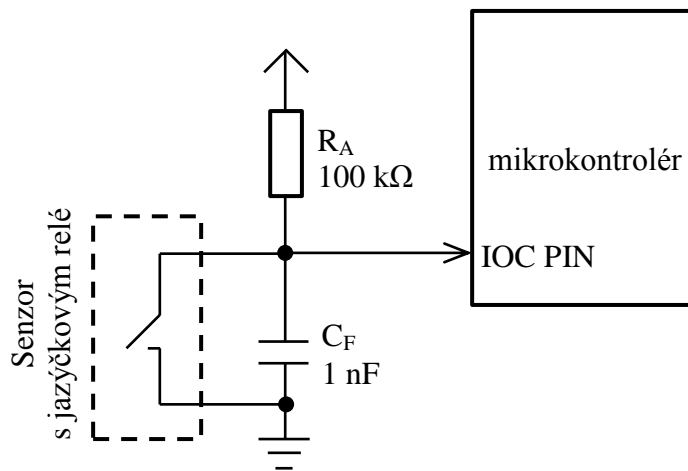 R_A
100 kΩ
mikrokontrolér
IOC PIN
Senzor
s jazýčkovým relé
C_F
1 nF